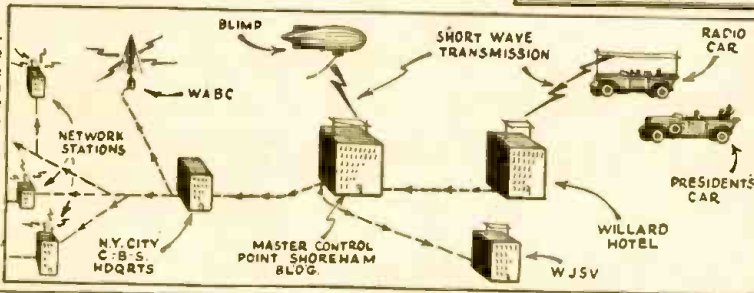 BLIMP
SHORT WAVE
TRANSMISSION
RADIO
CAR
WABC
NETWORK
STATIONS
PRESIDENTS
CAR
N.Y. CITY
C-B-S.
HDQRTS
MASTER CONTROL
POINT SHOREHAM
BLDG.
WILLARD
HOTEL
WJSV